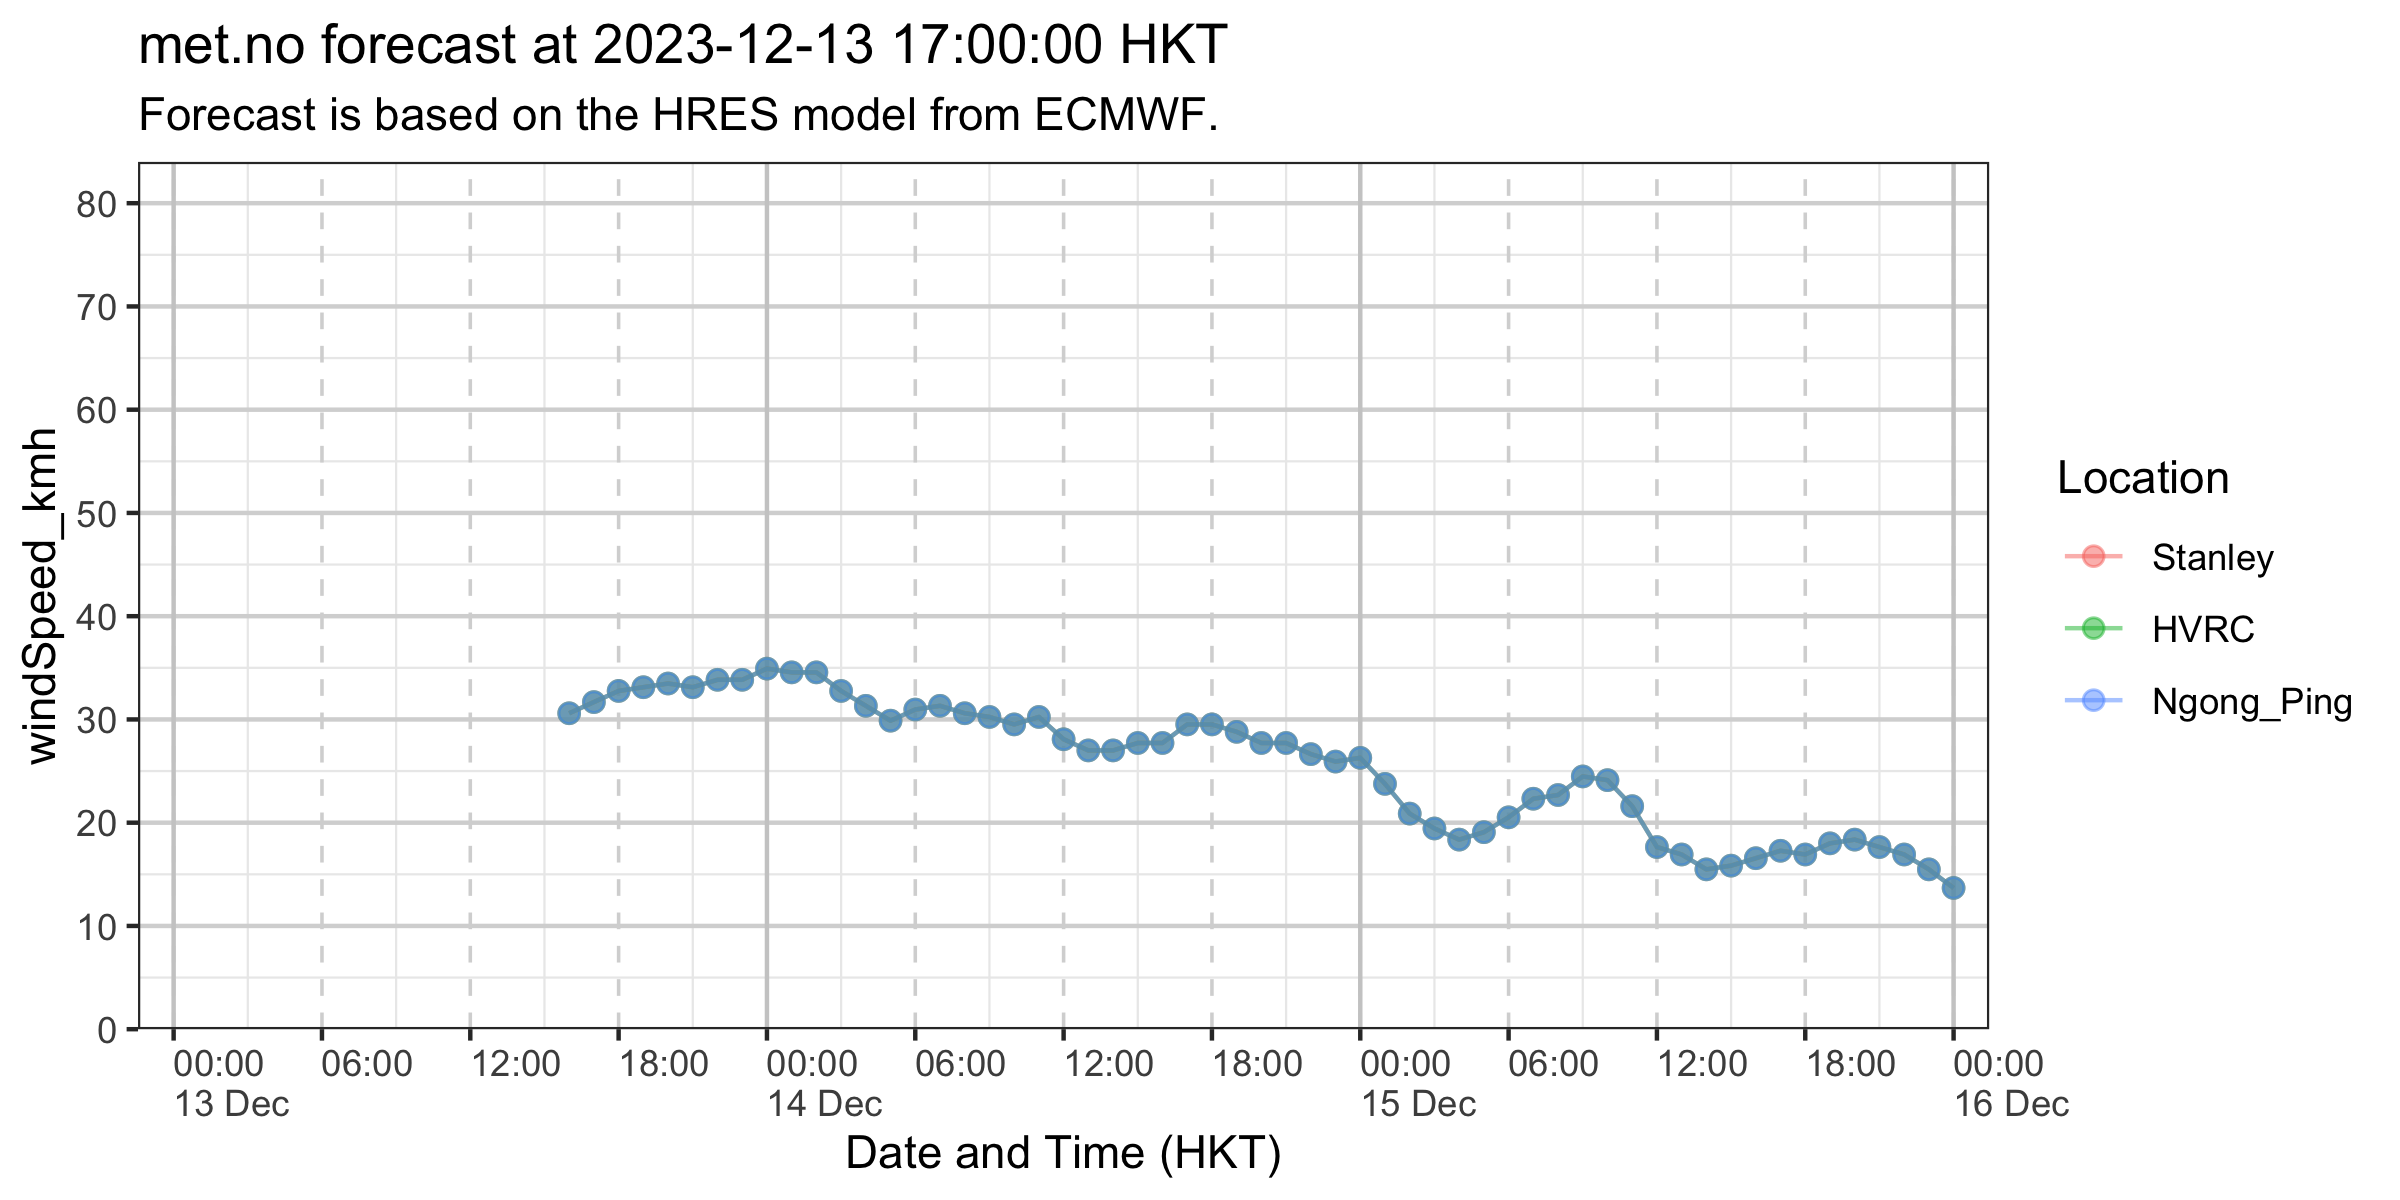 met.no forecast at 2023-12-13 17:00:00 HKT
Forecast is based on the HRES model from ECMWF.
windSpeed_kmh
80
70
60
50
40
30
20
10
0
00:00 06:00 12:00 18:00 00:00 06:00 12:00 18:00 00:00 06:00 12:00 18:00 00:00
13 Dec 14 Dec 15 Dec 16 Dec
Date and Time (HKT)
Location
Stanley
HVRC
Ngong_Ping